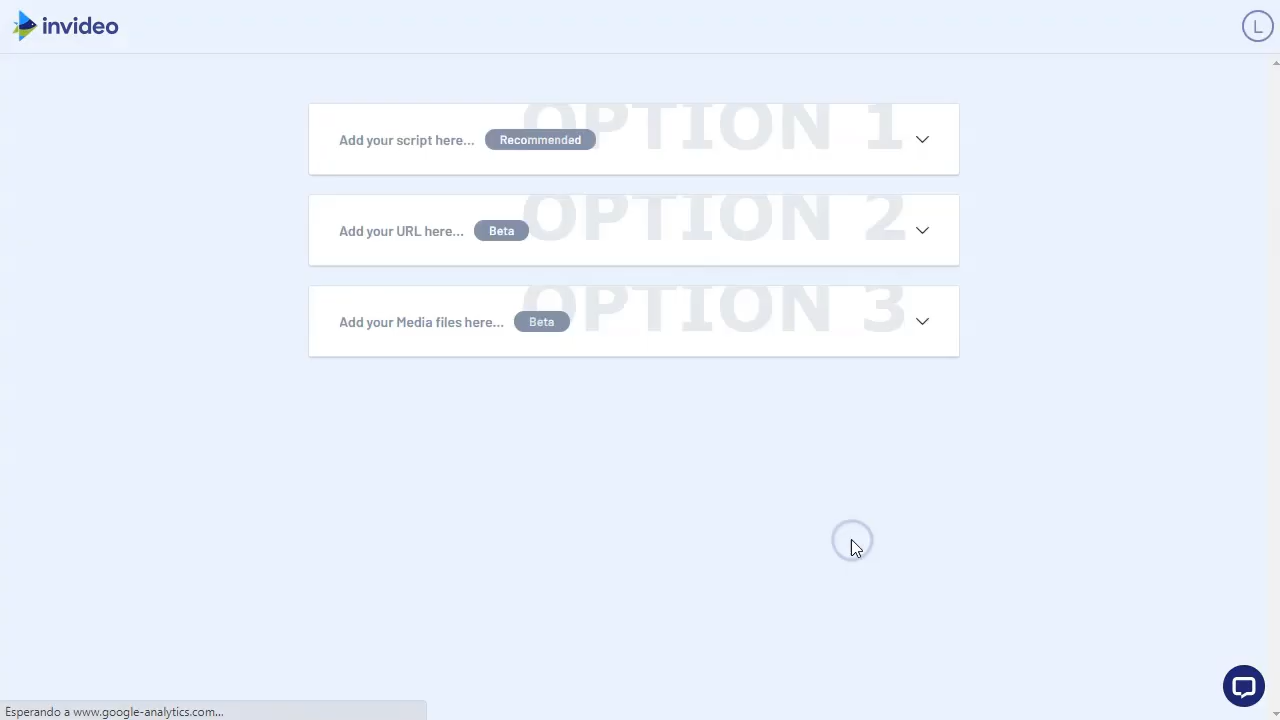 invideo
L
OPTION 1
Add your script here... Recommended
OPTION 2
Add your URL here... Beta
OPTION 3
Add your Media files here... Beta
Esperando a www.google-analytics.com...